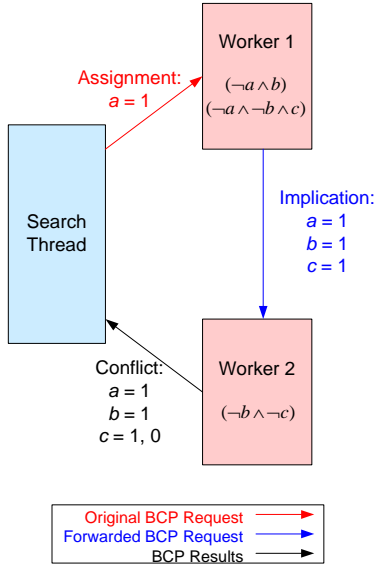 Worker 1
(¬a ∧ b)
(¬a ∧ ¬b ∧ c)
Assignment:
a = 1
Search
Thread
Implication:
a = 1
b = 1
c = 1
Conflict:
a = 1
b = 1
c = 1, 0
Worker 2
(¬b ∧ ¬c)
Original BCP Request
Forwarded BCP Request
BCP Results